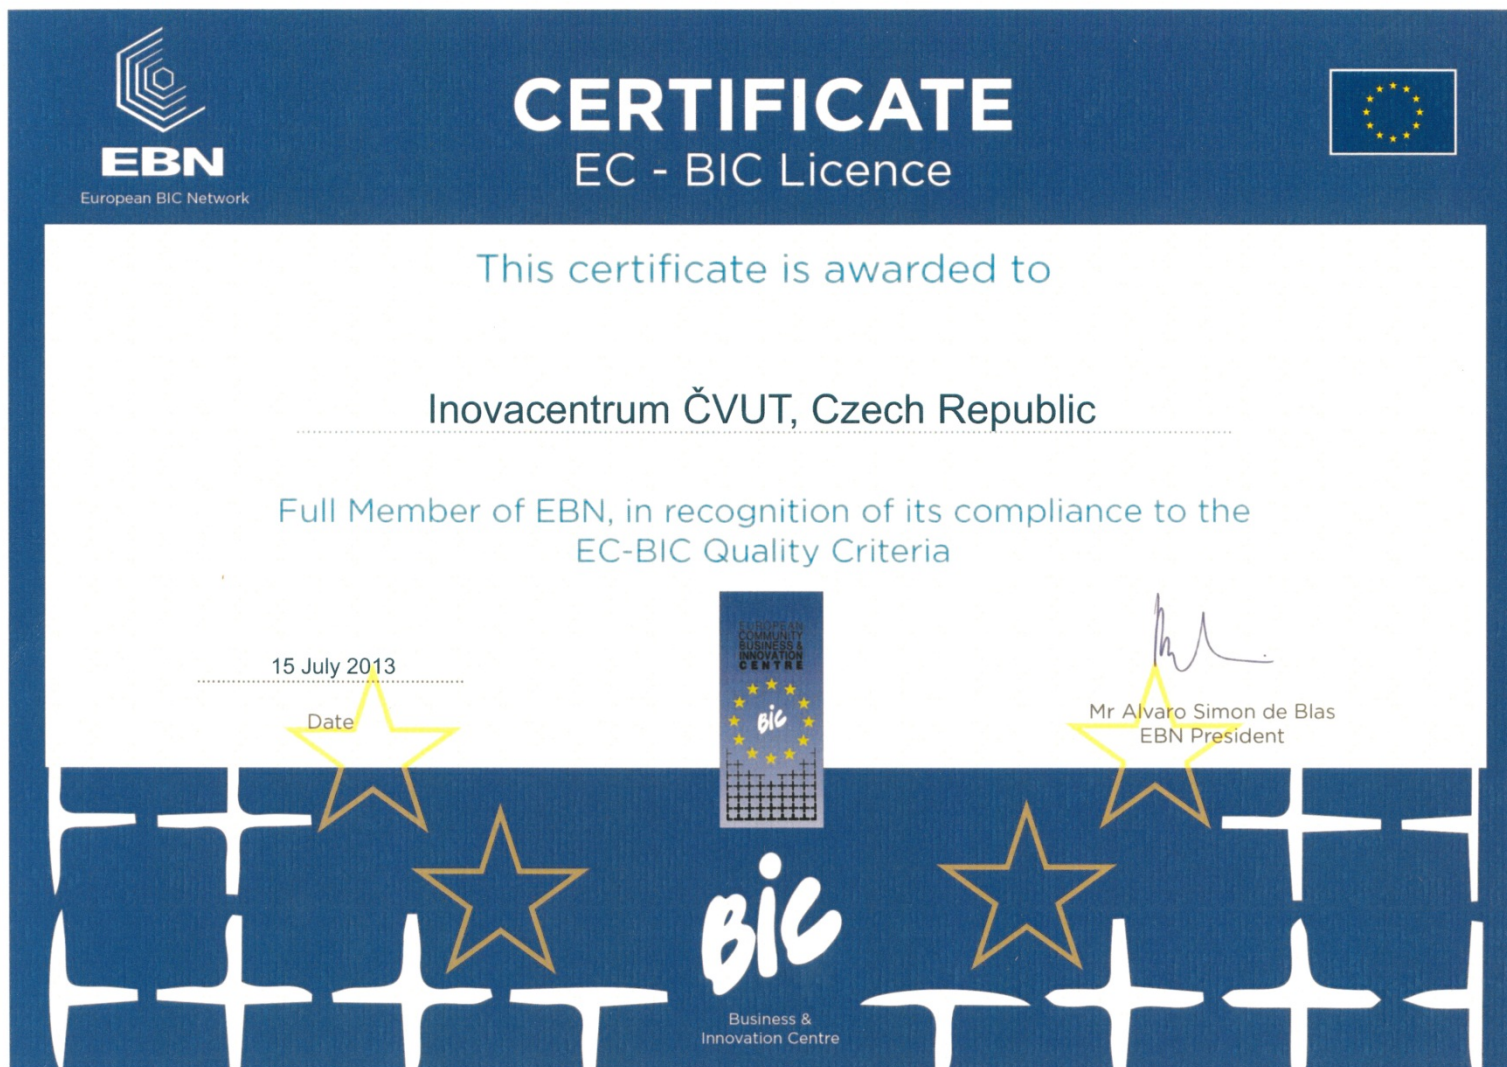 EBN
European BIC Network
CERTIFICATE
EC - BIC Licence
This certificate is awarded to
Inovacentrum ČVUT, Czech Republic
Full Member of EBN, in recognition of its compliance to the
EC-BIC Quality Criteria
15 July 2013
Date
EUROPEAN
COMMUNITY
BUSINESS &
INNOVATION
CENTRE
BiC
Mr Alvaro Simon de Blas
EBN President
BiC
Business &
Innovation Centre